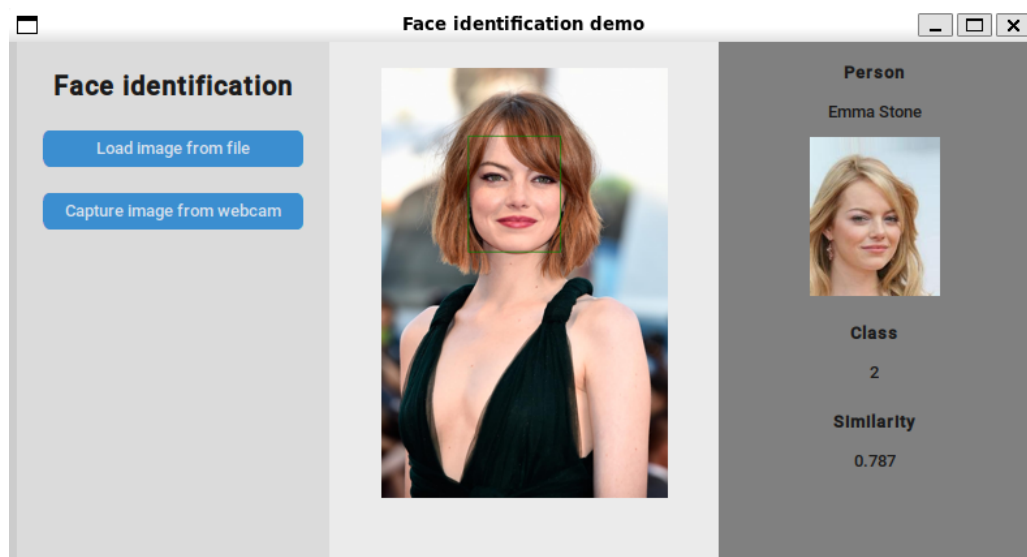 Face identification demo
Face identification
Load image from file
Capture image from webcam
Person
Emma Stone
Class
2
Similarity
0.787